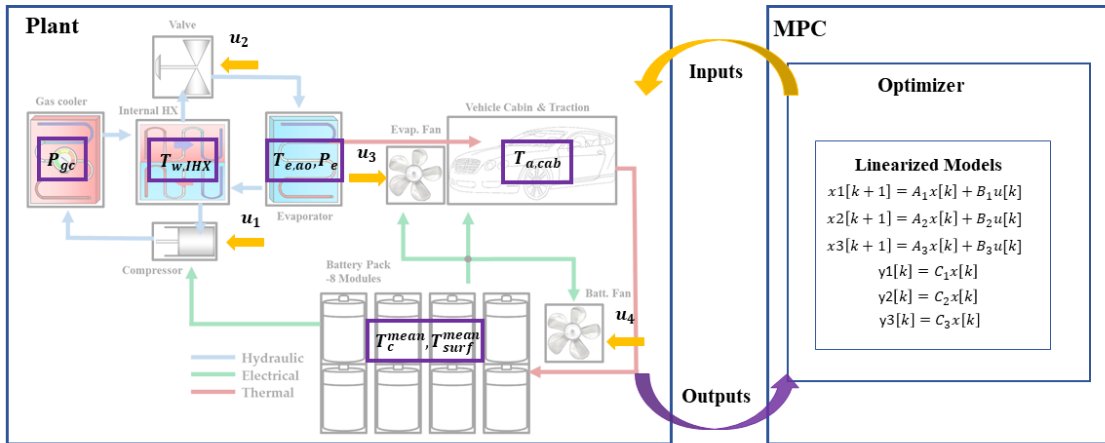 Plant
MPC
Valve
u₂
Inputs
Optimizer
Gas cooler
Internal HX
Vehicle Cabin & Traction
Evap. Fan
P_gc
T_w,IHX
T_e,ao, P_e
u₃
T_a,cab
Linearized Models
x1[k + 1] = A₁x[k] + B₁u[k]
x2[k + 1] = A₂x[k] + B₂u[k]
x3[k + 1] = A₃x[k] + B₃u[k]
y1[k] = C₁x[k]
y2[k] = C₂x[k]
y3[k] = C₃x[k]
u₁
Evaporator
Compressor
Battery Pack
-8 Modules
Batt. Fan
u₄
T_c^mean, T_surf^mean
Hydraulic
Electrical
Thermal
Outputs